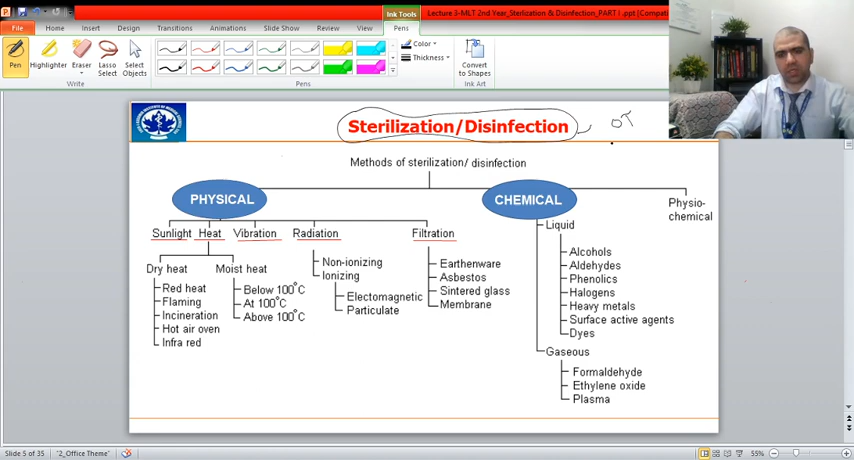 Lecture 3-MLT 2nd Year_Sterlication & Disinfection_PART I .ppt [Compati
Ink Tools
File Home Insert Design Transitions Animations Slide Show Review View Pens
Pen Highlighter Eraser Lasso Select Select Objects
Color
Thickness
Convert to Shapes
Write
Pens
Ink Art
Sterilization/Disinfection
OT
Methods of sterilization/ disinfection
PHYSICAL
CHEMICAL
Physio-
chemical
Sunlight Heat Vibration Radiation Filtration
Dry heat
Red heat
Flaming
Incineration
Hot air oven
Infra red
Moist heat
Below 100°C
At 100°C
Above 100°C
Non-ionizing
Ionizing
Electomagnetic
Particulate
Earthenware
Asbestos
Sintered glass
Membrane
Liquid
Alcohols
Aldehydes
Phenolics
Halogens
Heavy metals
Surface active agents
Dyes
Gaseous
Formaldehyde
Ethylene oxide
Plasma
Slide 5 of 35
"2_Office Theme"
55%